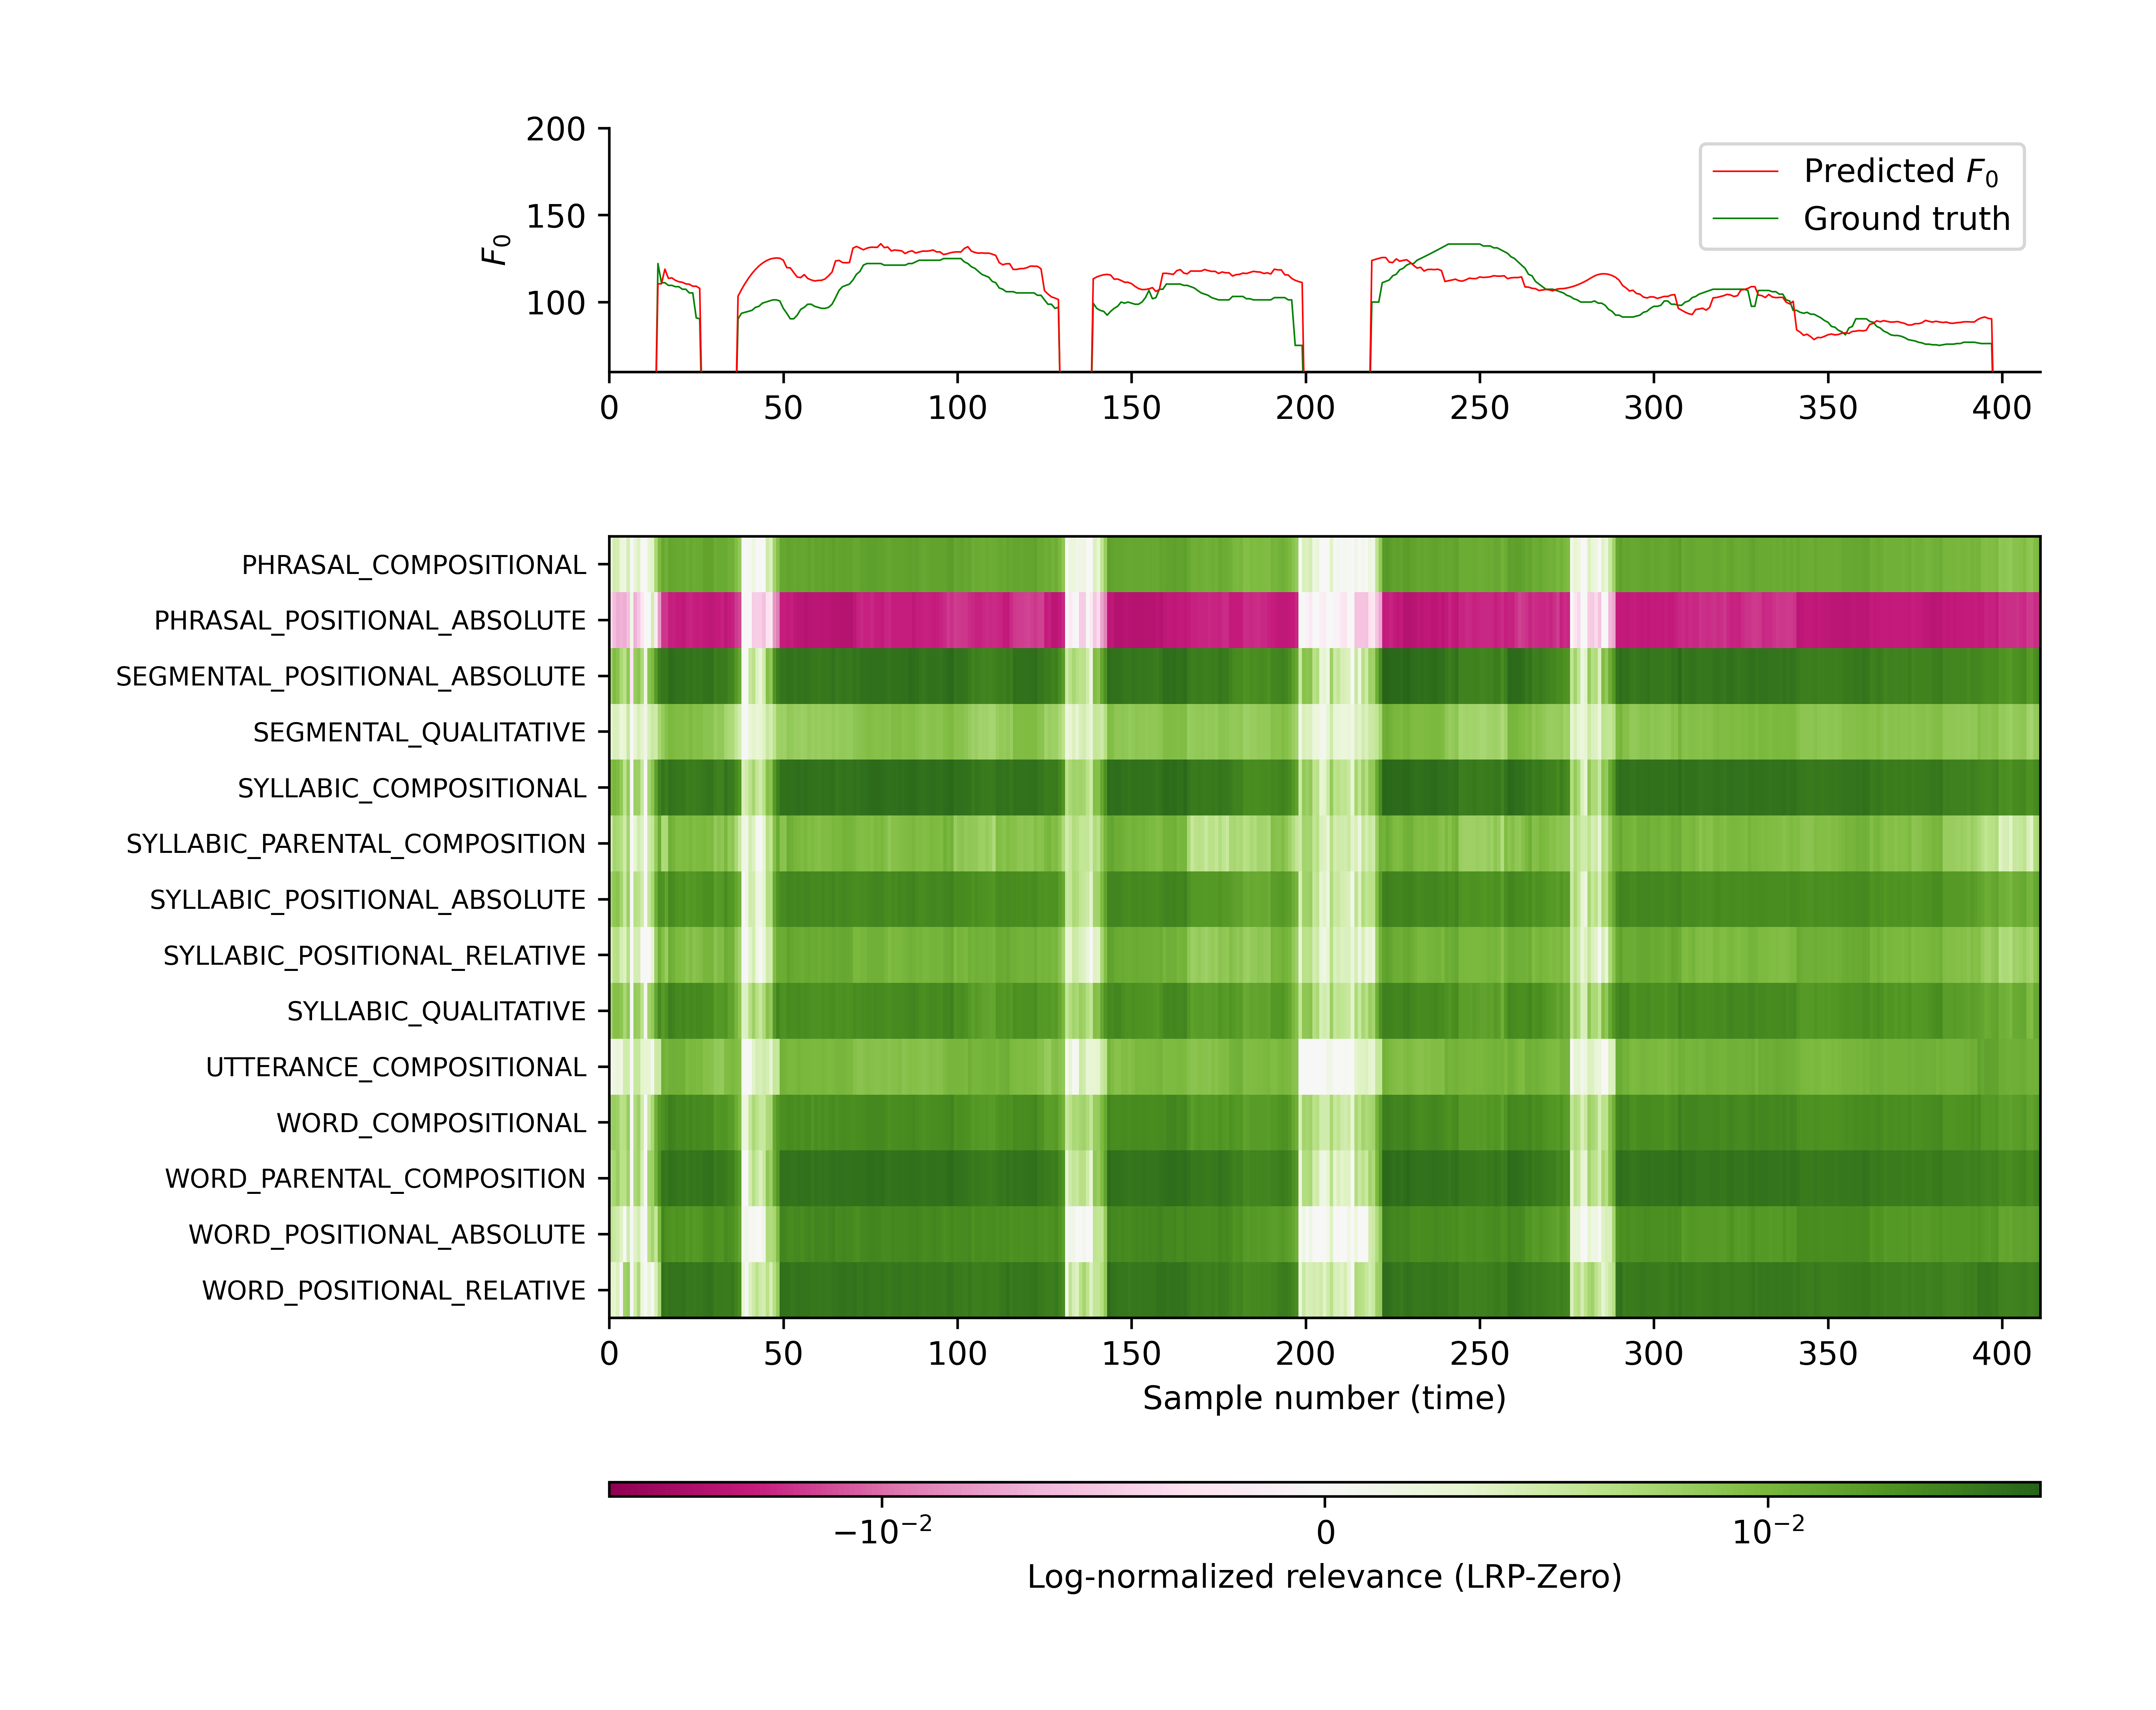 200
150
100
F₀
Predicted F₀
Ground truth
0 50 100 150 200 250 300 350 400
PHRASAL_COMPOSITIONAL
PHRASAL_POSITIONAL_ABSOLUTE
SEGMENTAL_POSITIONAL_ABSOLUTE
SEGMENTAL_QUALITATIVE
SYLLABIC_COMPOSITIONAL
SYLLABIC_PARENTAL_COMPOSITION
SYLLABIC_POSITIONAL_ABSOLUTE
SYLLABIC_POSITIONAL_RELATIVE
SYLLABIC_QUALITATIVE
UTTERANCE_COMPOSITIONAL
WORD_COMPOSITIONAL
WORD_PARENTAL_COMPOSITION
WORD_POSITIONAL_ABSOLUTE
WORD_POSITIONAL_RELATIVE
0 50 100 150 200 250 300 350 400
Sample number (time)
−10⁻² 0 10⁻²
Log-normalized relevance (LRP-Zero)